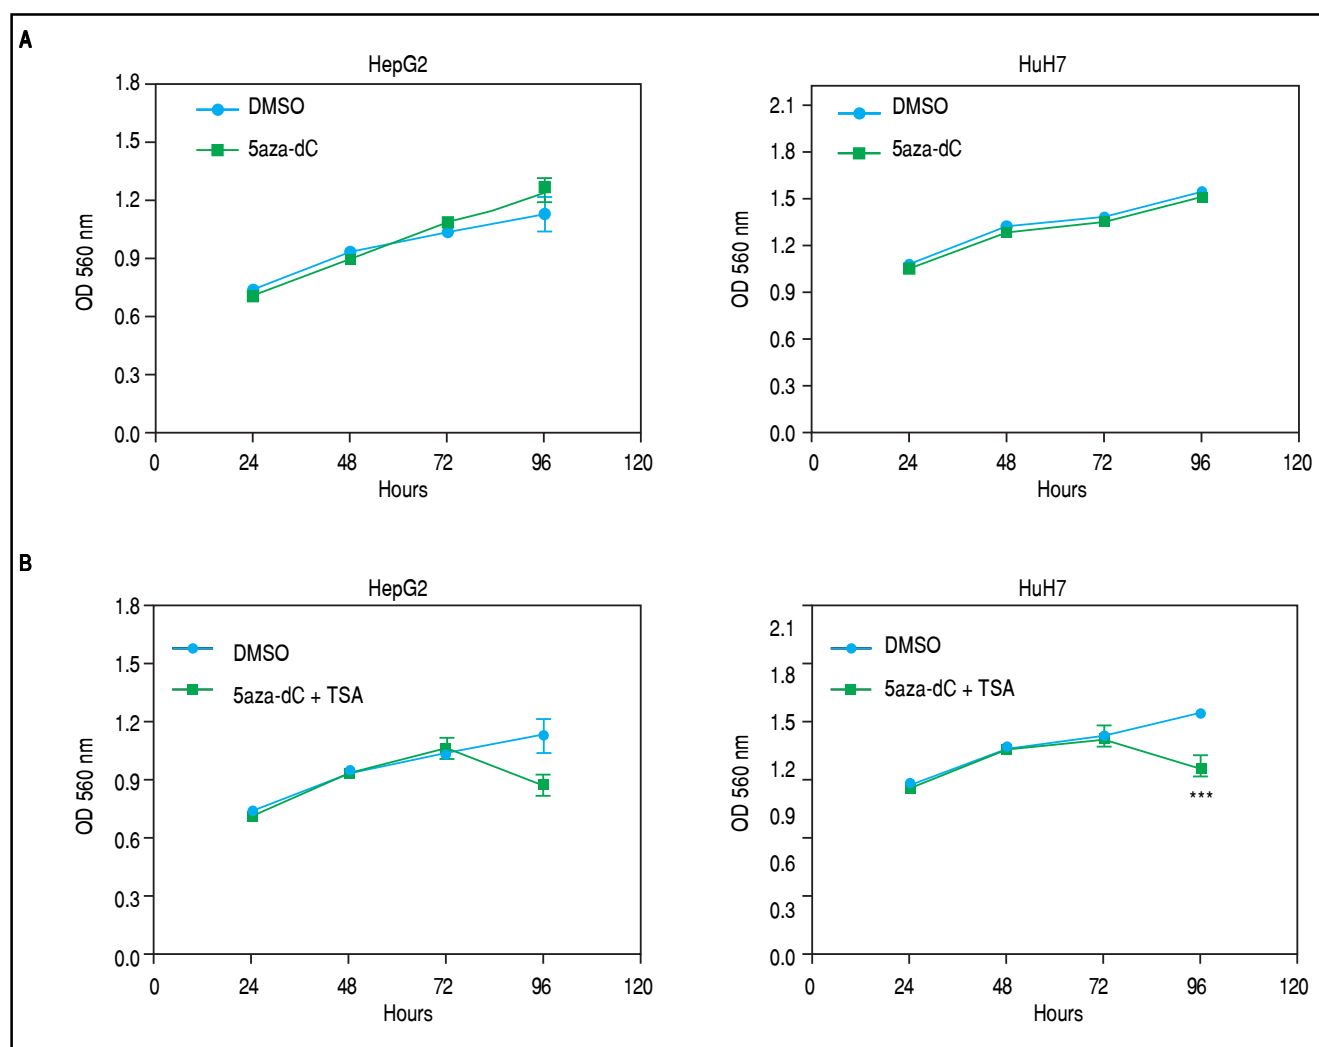 A
HepG2
1.8
1.5
1.2
0.9
0.6
0.3
0.0
OD 560 nm
DMSO
5aza-dC
0 24 48 72 96 120
Hours
HuH7
2.1
1.8
1.5
1.2
0.9
0.6
0.3
0.0
OD 560 nm
DMSO
5aza-dC
0 24 48 72 96 120
Hours
B
HepG2
1.8
1.5
1.2
0.9
0.6
0.3
0.0
OD 560 nm
DMSO
5aza-dC + TSA
0 24 48 72 96 120
Hours
HuH7
2.1
1.8
1.5
1.2
0.9
0.6
0.3
0.0
OD 560 nm
DMSO
5aza-dC + TSA
***
0 24 48 72 96 120
Hours